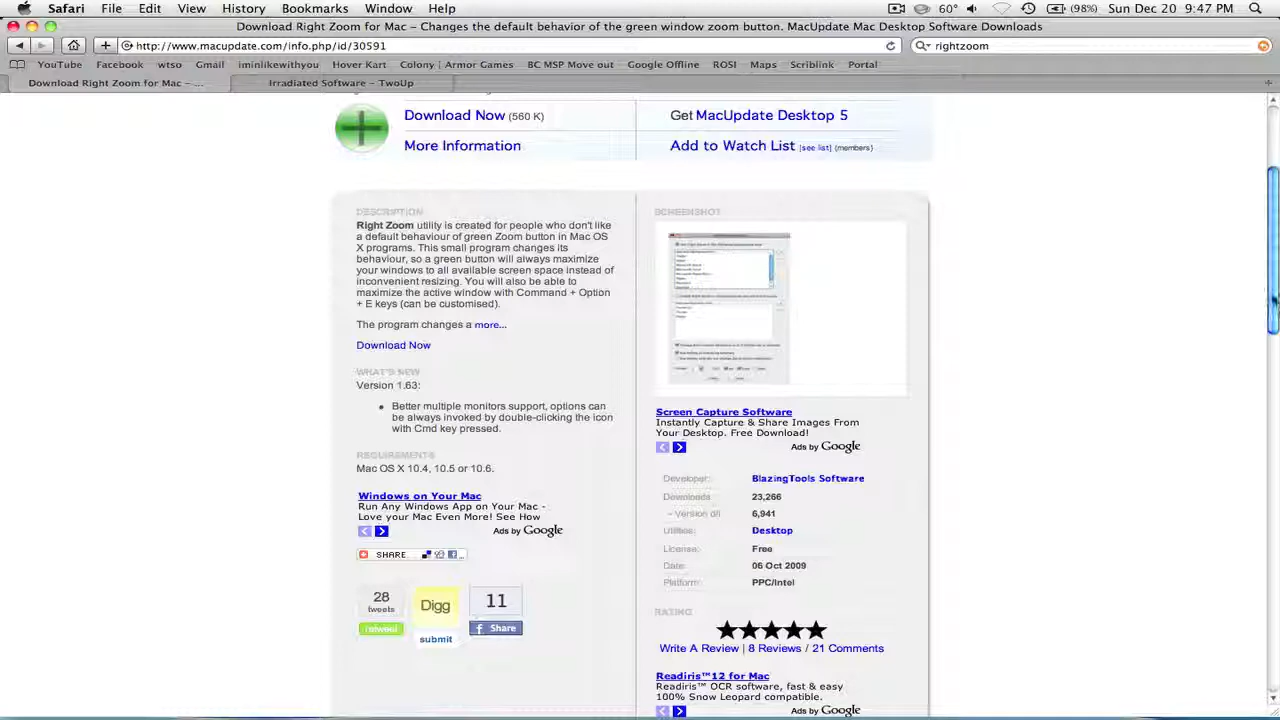 Safari File Edit View History Bookmarks Window Help 60° (98%) Sun Dec 20 9:47 PM
Download Right Zoom for Mac – Changes the default behavior of the green window zoom button. MacUpdate Mac Desktop Software Downloads
http://www.macupdate.com/info.php/id/30591 rightzoom
YouTube Facebook wtso Gmail iminlikewithyou Hover Kart Colony | Armor Games BC MSP Move out Google Offline ROSI Maps Scriblink Portal
Download Right Zoom for Mac – ... Irradiated Software – TwoUp
Download Now (560 K) Get MacUpdate Desktop 5
More Information Add to Watch List [see list] (members)
DESCRIPTION
Right Zoom utility is created for people who don't like
a default behaviour of green Zoom button in Mac OS
X programs. This small program changes its
behaviour, so a green button will always maximize
your windows to all available screen space instead of
inconvenient resizing. You will also be able to
maximize the active window with Command + Option
+ E keys (can be customised).
The program changes a more...
Download Now
WHAT'S NEW
Version 1.63:
• Better multiple monitors support, options can
be always invoked by double-clicking the icon
with Cmd key pressed.
REQUIREMENTS
Mac OS X 10.4, 10.5 or 10.6.
Windows on Your Mac
Run Any Windows App on Your Mac -
Love your Mac Even More! See How
Ads by Google
SHARE
28
tweets
retweet
Digg
submit
11
Share
SCREENSHOT
Screen Capture Software
Instantly Capture & Share Images From
Your Desktop. Free Download!
Ads by Google
Developer: BlazingTools Software
Downloads: 23,266
- Version d/l: 6,941
Utilities: Desktop
License: Free
Date: 06 Oct 2009
Platform: PPC/Intel
RATING
Write A Review | 8 Reviews / 21 Comments
Readiris™12 for Mac
Readiris™ OCR software, fast & easy
100% Snow Leopard compatible.
Ads by Google